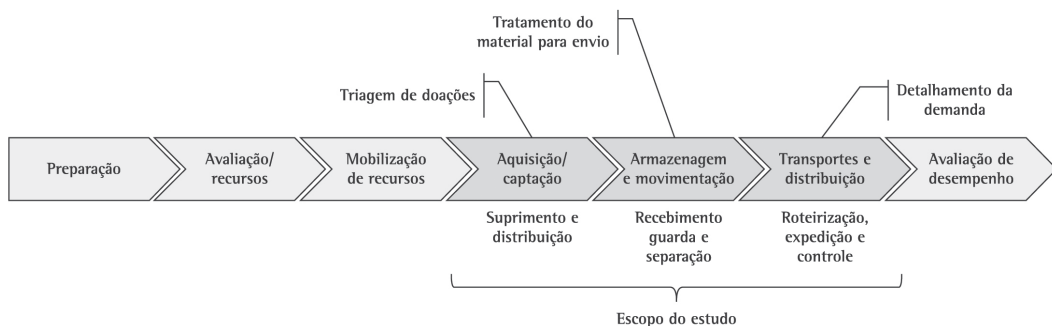 Tratamento do
material para envio
Triagem de doações
Detalhamento da
demanda
Preparação
Avaliação/
recursos
Mobilização
de recursos
Aquisição/
captação
Armazenagem
e movimentação
Transportes e
distribuição
Avaliação de
desempenho
Suprimento e
distribuição
Recebimento
guarda e
separação
Roteirização,
expedição e
controle
Escopo do estudo